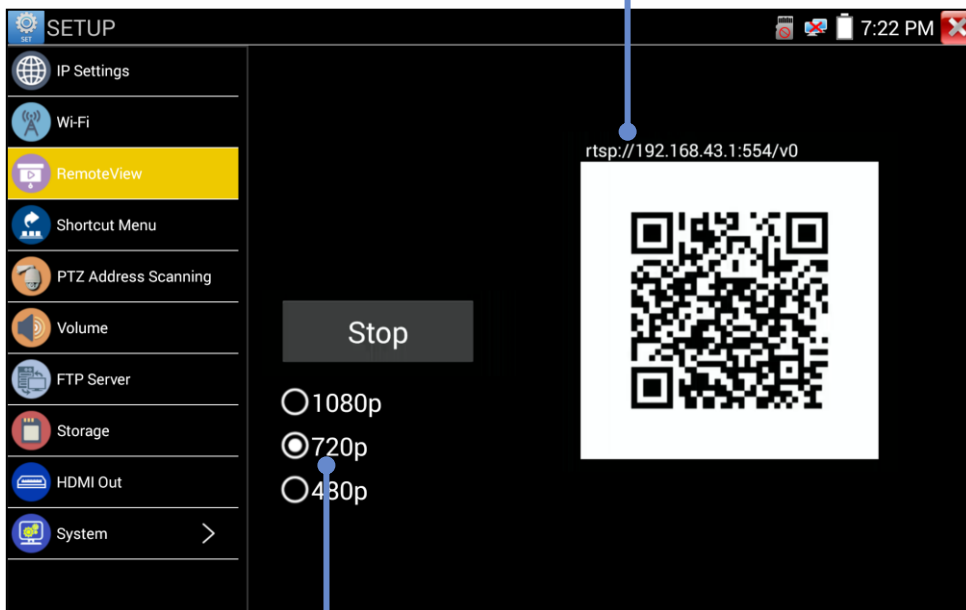 SET
SETUP
7:22 PM
IP Settings
Wi-Fi
RemoteView
Shortcut Menu
PTZ Address Scanning
Volume
FTP Server
Storage
HDMI Out
System
rtsp://192.168.43.1:554/v0
Stop
1080p
720p
480p